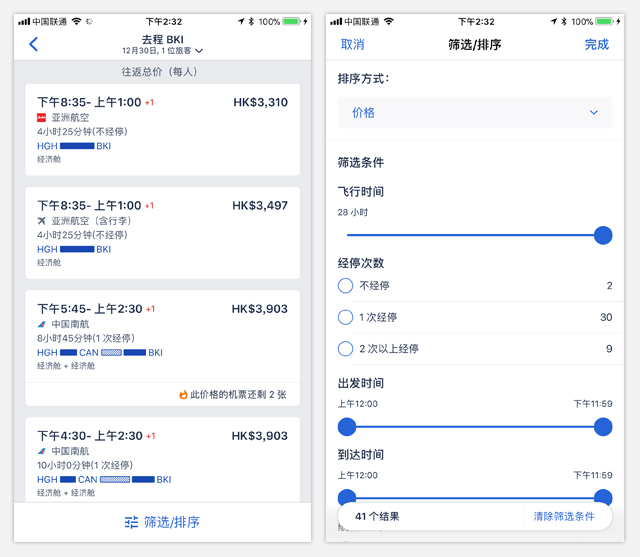 中国联通 下午2:32 100%
去程 BKI
12月30日, 1 位旅客
往返总价（每人）
下午8:35- 上午1:00 +1 HK$3,310
亚洲航空
4小时25分钟(不经停)
HGH BKI
经济舱
下午8:35- 上午1:00 +1 HK$3,497
亚洲航空（含行李）
4小时25分钟(不经停)
HGH BKI
经济舱
下午5:45- 上午2:30 +1 HK$3,903
中国南航
8小时45分钟(1 次经停)
HGH CAN BKI
经济舱 + 经济舱
此价格的机票还剩 2 张
下午4:30- 上午2:30 +1 HK$3,903
中国南航
10小时0分钟(1 次经停)
HGH CAN BKI
经济舱 + 经济舱
筛选/排序
中国联通 下午2:32 100%
取消 筛选/排序 完成
排序方式:
价格
筛选条件
飞行时间
28 小时
经停次数
不经停 2
1 次经停 30
2 次以上经停 9
出发时间
上午12:00 下午11:59
到达时间
上午12:00 下午11:59
41 个结果 清除筛选条件